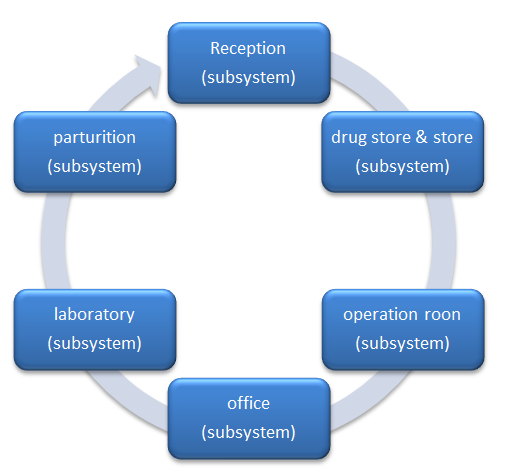 Reception
(subsystem)
drug store & store
(subsystem)
operation roon
(subsystem)
office
(subsystem)
laboratory
(subsystem)
parturition
(subsystem)